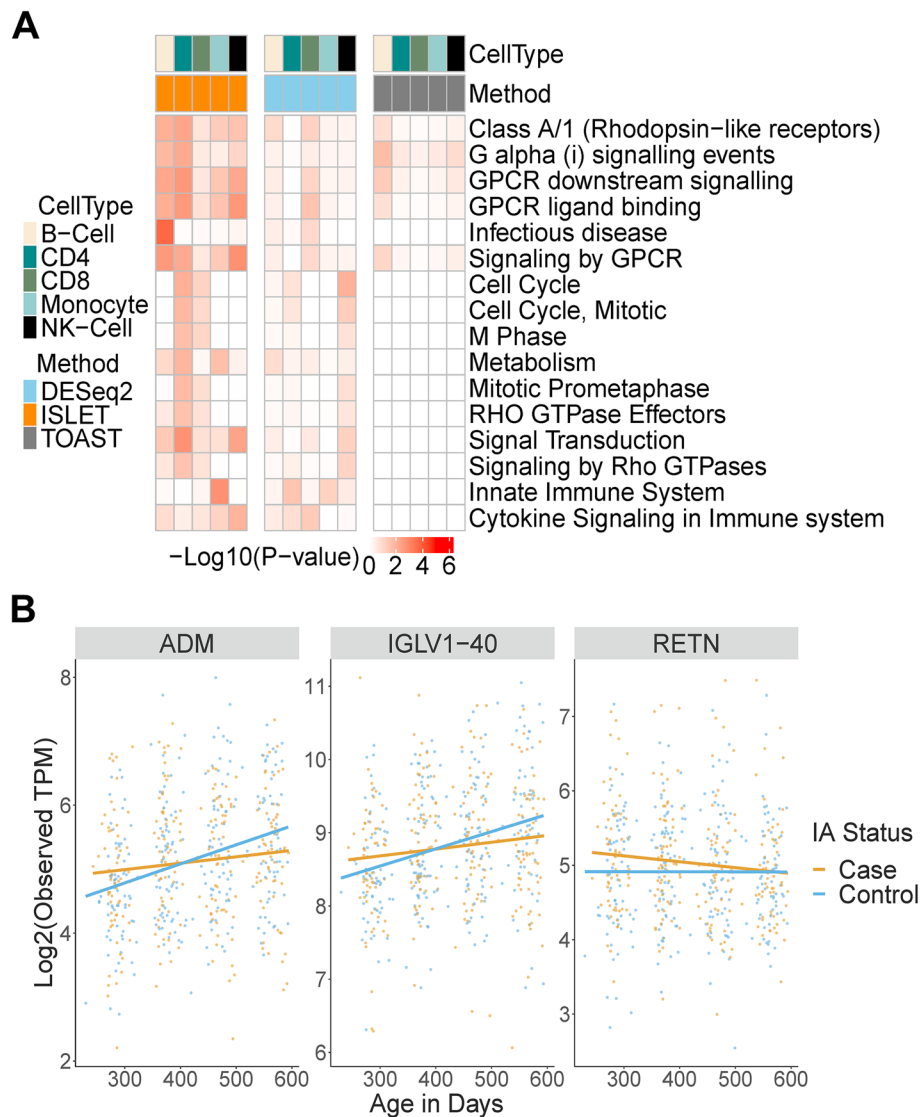 A
CellType
Method
Class A/1 (Rhodopsin−like receptors)
G alpha (i) signalling events
GPCR downstream signalling
GPCR ligand binding
Infectious disease
Signaling by GPCR
Cell Cycle
Cell Cycle, Mitotic
M Phase
Metabolism
Mitotic Prometaphase
RHO GTPase Effectors
Signal Transduction
Signaling by Rho GTPases
Innate Immune System
Cytokine Signaling in Immune system
CellType
B−Cell
CD4
CD8
Monocyte
NK−Cell
Method
DESeq2
ISLET
TOAST
−Log10(P−value)
0 2 4 6
B
ADM IGLV1−40 RETN
Log2(Observed TPM)
8
6
4
2
11
10
9
8
7
6
7
6
5
4
3
300 400 500 600
300 400 500 600
300 400 500 600
Age in Days
IA Status
Case
Control